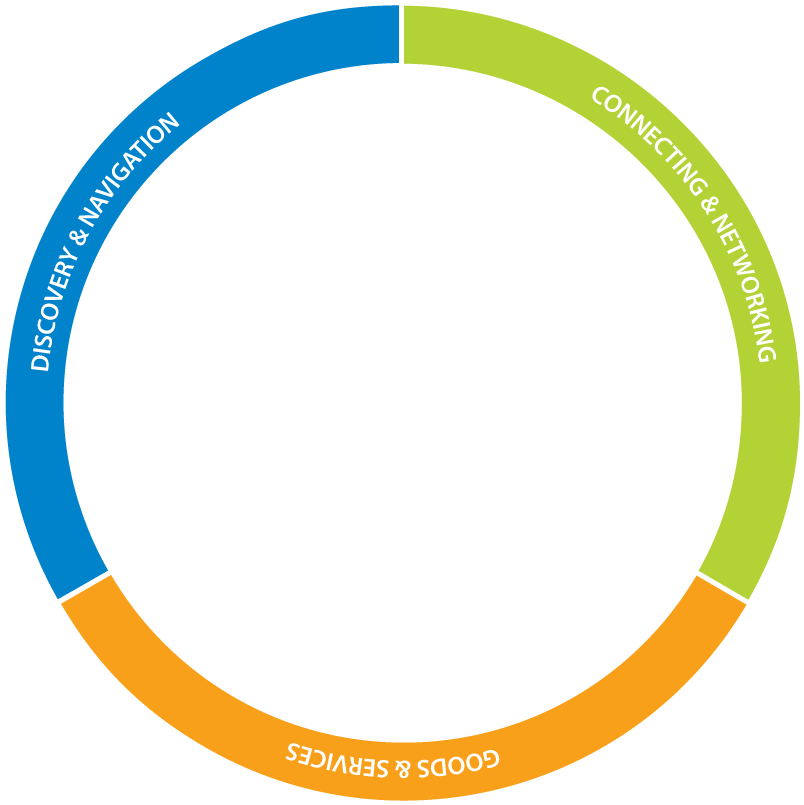 DISCOVERY & NAVIGATION
CONNECTING & NETWORKING
GOODS & SERVICES